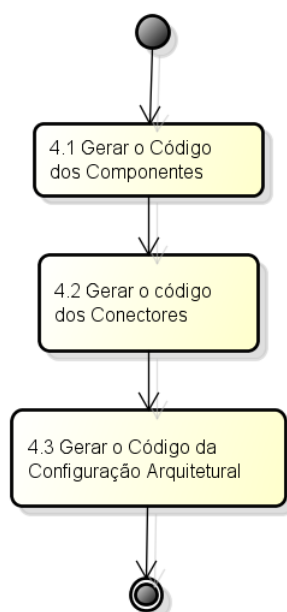 4.1 Gerar o Código
dos Componentes
4.2 Gerar o código
dos Conectores
4.3 Gerar o Código da
Configuração Arquitetural